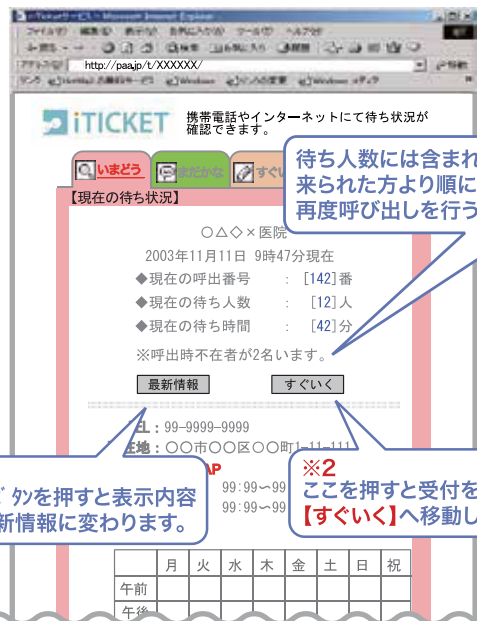 http://paa.jp/t/XXXXXX/
iTICKET
携帯電話やインターネットにて待ち状況が
確認できます。
いまどう
まだかな
すぐい
待ち人数には含まれ
来られた方より順に
再度呼び出しを行う
【現在の待ち状況】
○△◇×医院
2003年11月11日 9時47分現在
◆現在の呼出番号 : [142]番
◆現在の待ち人数 : [12]人
◆現在の待ち時間 : [42]分
※呼出時不在者が2名います。
最新情報 すぐいく
EL：99-9999-9999
在地：○○市○○区○○町1-11-111
AP
99:99〜99
99:99〜99
ﾞﾀﾝを押すと表示内容
新情報に変わります。
※2
ここを押すと受付を
【すぐいく】へ移動し
月 火 水 木 金 土 日 祝
午前
午後